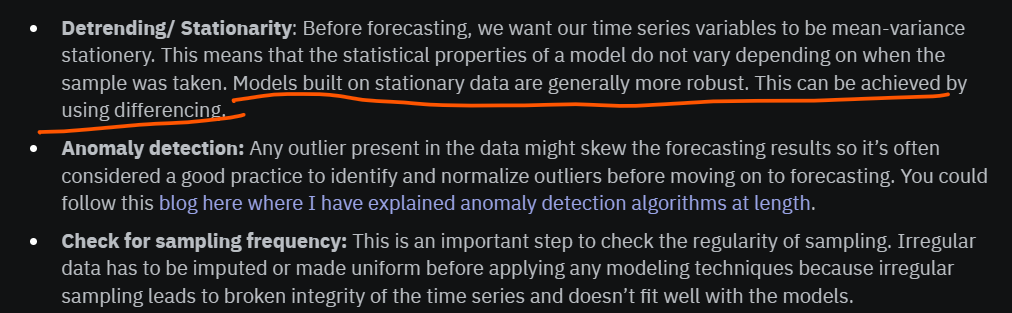 • Detrending/ Stationarity: Before forecasting, we want our time series variables to be mean-variance
stationery. This means that the statistical properties of a model do not vary depending on when the
sample was taken. Models built on stationary data are generally more robust. This can be achieved by
using differencing.
• Anomaly detection: Any outlier present in the data might skew the forecasting results so it’s often
considered a good practice to identify and normalize outliers before moving on to forecasting. You could
follow this blog here where I have explained anomaly detection algorithms at length.
• Check for sampling frequency: This is an important step to check the regularity of sampling. Irregular
data has to be imputed or made uniform before applying any modeling techniques because irregular
sampling leads to broken integrity of the time series and doesn’t fit well with the models.